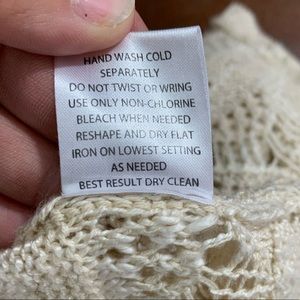 HAND WASH COLD
SEPARATELY
DO NOT TWIST OR WRING
USE ONLY NON-CHLORINE
BLEACH WHEN NEEDED
RESHAPE AND DRY FLAT
IRON ON LOWEST SETTING
AS NEEDED
BEST RESULT DRY CLEAN